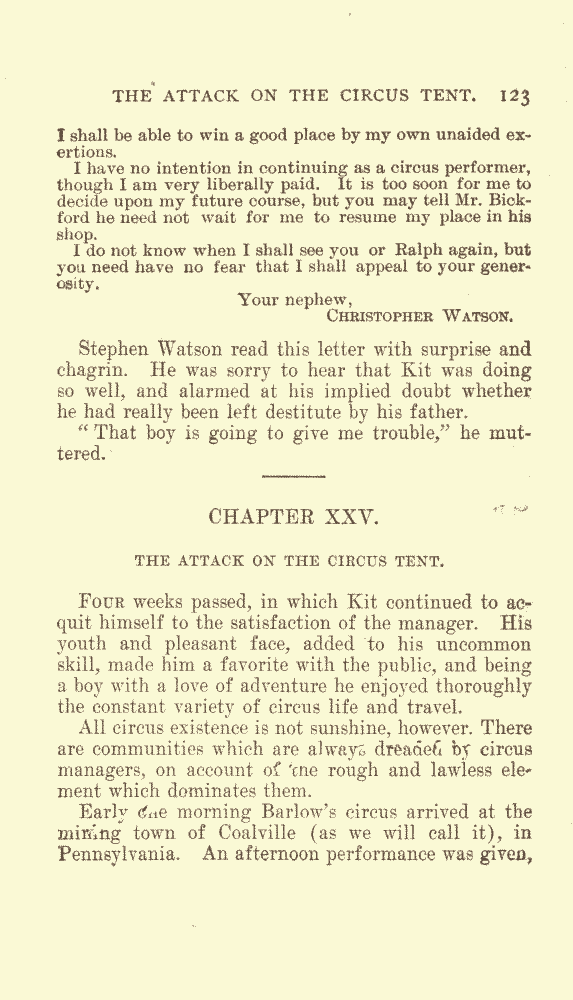 THE ATTACK ON THE CIRCUS TENT. 123
I shall be able to win a good place by my own unaided ex-
ertions.
I have no intention in continuing as a circus performer,
though I am very liberally paid. It is too soon for me to
decide upon my future course, but you may tell Mr. Bick-
ford he need not wait for me to resume my place in his
shop.
I do not know when I shall see you or Ralph again, but
you need have no fear that I shall appeal to your gener-
osity.
Your nephew,
CHRISTOPHER WATSON.
Stephen Watson read this letter with surprise and
chagrin. He was sorry to hear that Kit was doing
so well, and alarmed at his implied doubt whether
he had really been left destitute by his father.
“ That boy is going to give me trouble,” he mut-
tered.
CHAPTER XXV.
THE ATTACK ON THE CIRCUS TENT.
FOUR weeks passed, in which Kit continued to ac-
quit himself to the satisfaction of the manager. His
youth and pleasant face, added to his uncommon
skill, made him a favorite with the public, and being
a boy with a love of adventure he enjoyed thoroughly
the constant variety of circus life and travel.
All circus existence is not sunshine, however. There
are communities which are always dreaded by circus
managers, on account of the rough and lawless ele-
ment which dominates them.
Early one morning Barlow’s circus arrived at the
mining town of Coalville (as we will call it), in
Pennsylvania. An afternoon performance was given,